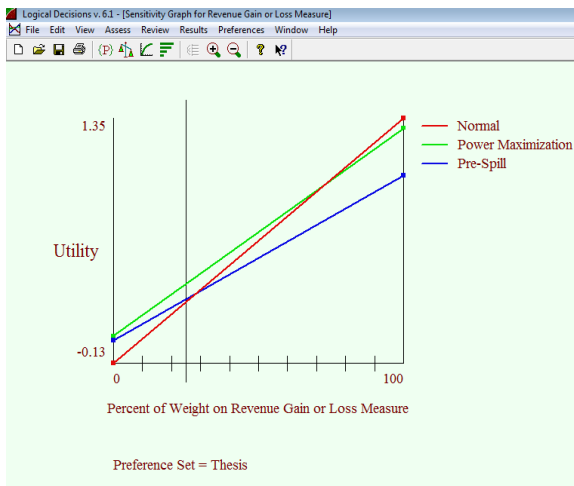 Logical Decisions v. 6.1 - [Sensitivity Graph for Revenue Gain or Loss Measure]
File Edit View Assess Review Results Preferences Window Help
(P)
1.35
Normal
Power Maximization
Pre-Spill
Utility
-0.13
0 100
Percent of Weight on Revenue Gain or Loss Measure
Preference Set = Thesis